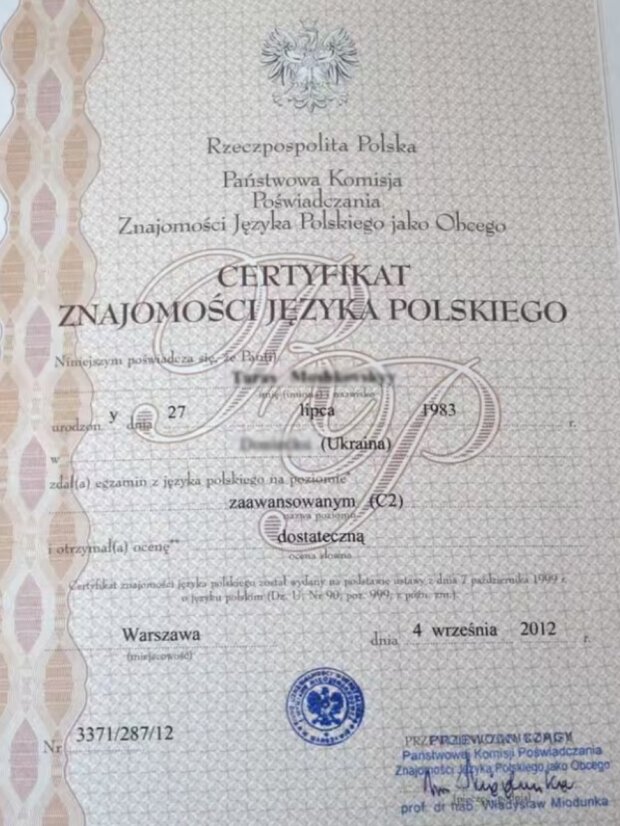 Rzeczpospolita Polska
Państwowa Komisja
Poświadczania
Znajomości Języka Polskiego jako Obcego
CERTYFIKAT
ZNAJOMOŚCI JĘZYKA POLSKIEGO
Niniejszym poświadcza się, że Pan(i)
imię (imiona) i nazwisko
urodzon y dnia 27 lipca 1983 r.
w (Ukraina)
zdał(a) egzamin z języka polskiego na poziomie*
zaawansowanym (C2)
nazwa poziomu
i otrzymał(a) ocenę** dostateczną
ocena słowna
Certyfikat znajomości języka polskiego został wydany na podstawie ustawy z dnia 7 października 1999 r.
o języku polskim (Dz. U. Nr 90, poz. 999, z późn. zm.).
Warszawa dnia 4 września 2012 r.
(miejscowość)
Nr 3371/287/12
PRZEWODNICZĄCY
Państwowej Komisji Poświadczania
Znajomości Języka Polskiego jako Obcego
prof. dr hab. Władysław Miodunka